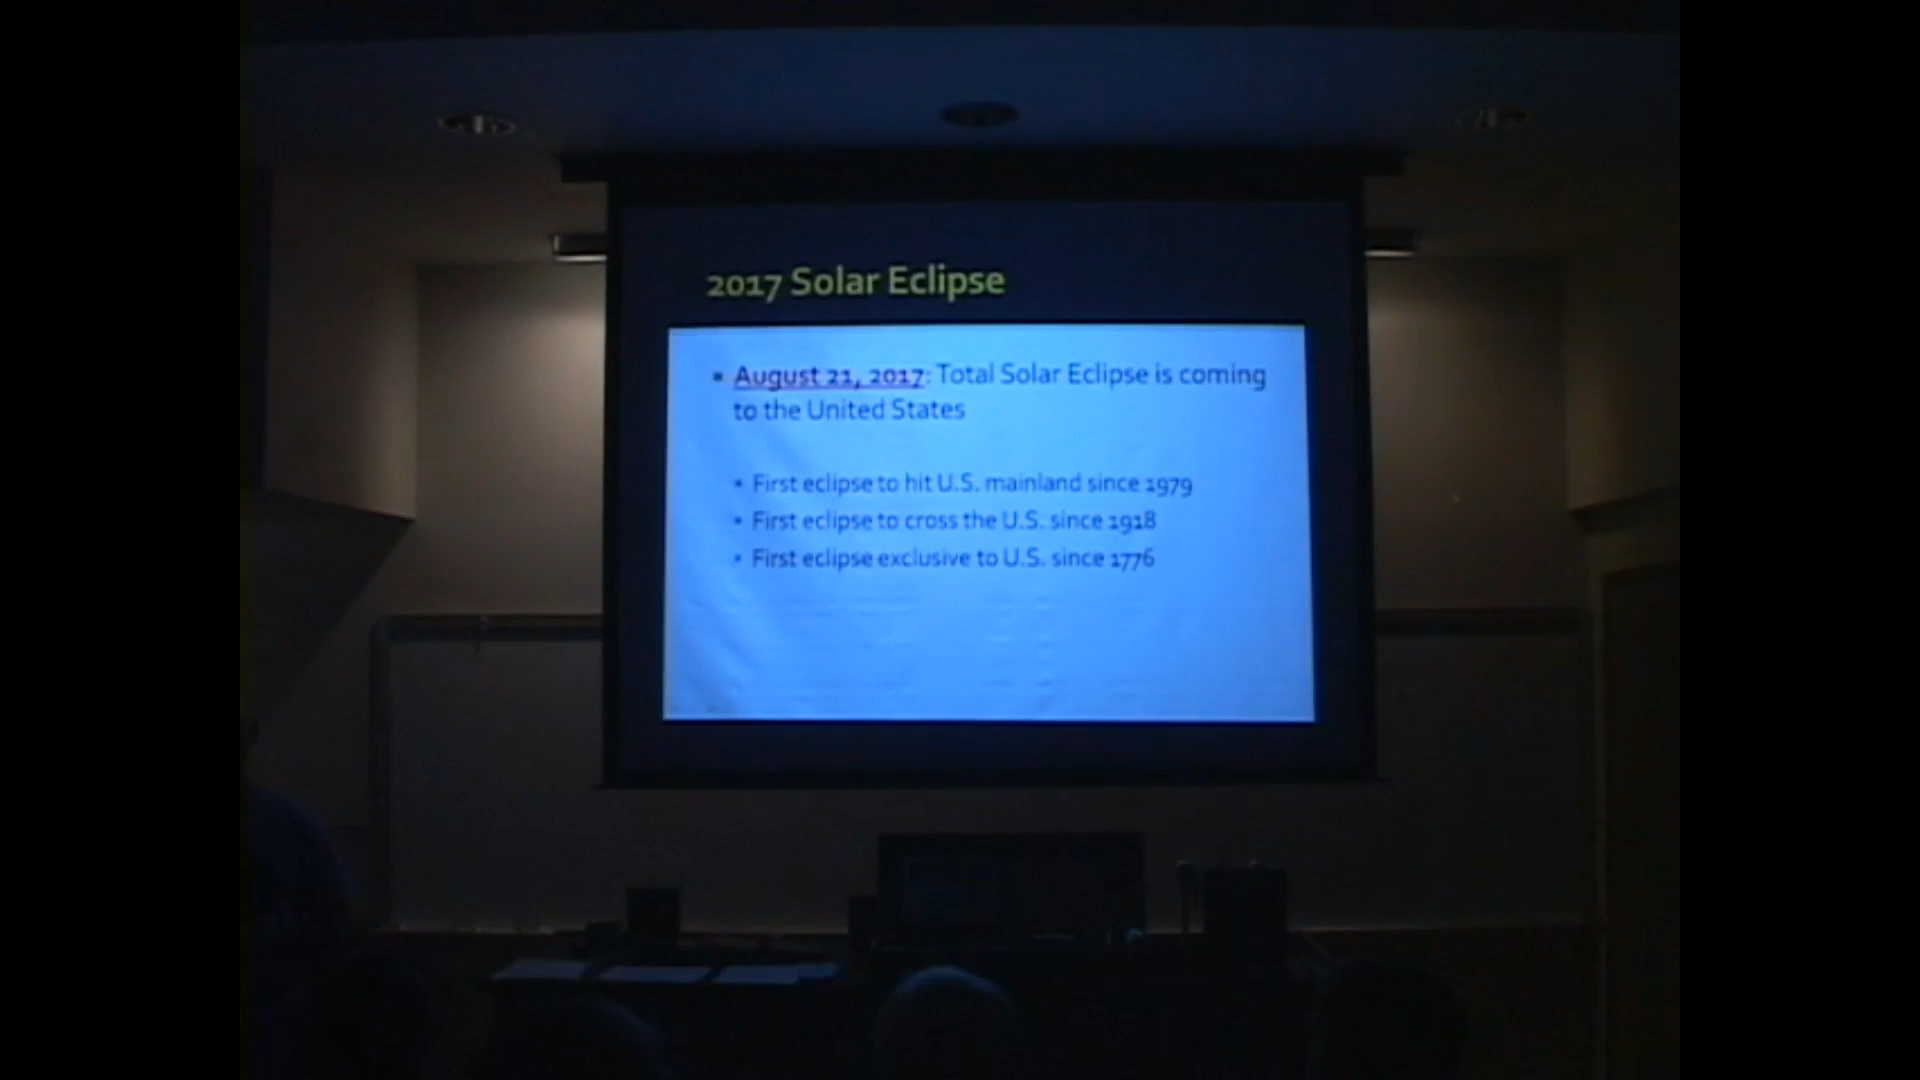 2017 Solar Eclipse
▪ August 21, 2017: Total Solar Eclipse is coming
to the United States
▪ First eclipse to hit U.S. mainland since 1979
▪ First eclipse to cross the U.S. since 1918
▪ First eclipse exclusive to U.S. since 1776